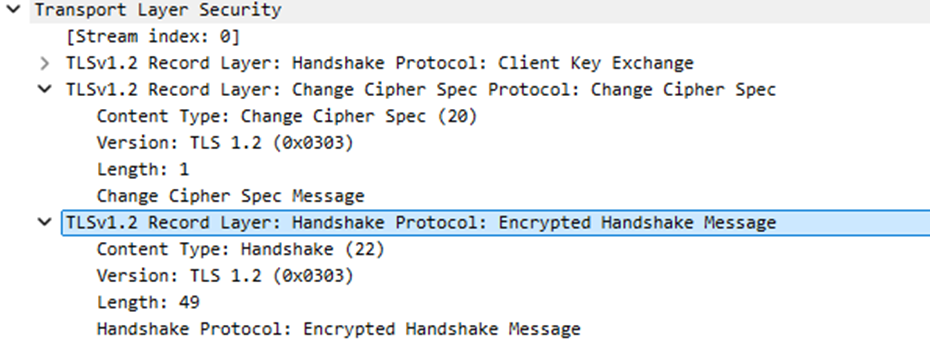 Transport Layer Security
[Stream index: 0]
TLSv1.2 Record Layer: Handshake Protocol: Client Key Exchange
TLSv1.2 Record Layer: Change Cipher Spec Protocol: Change Cipher Spec
Content Type: Change Cipher Spec (20)
Version: TLS 1.2 (0x0303)
Length: 1
Change Cipher Spec Message
TLSv1.2 Record Layer: Handshake Protocol: Encrypted Handshake Message
Content Type: Handshake (22)
Version: TLS 1.2 (0x0303)
Length: 49
Handshake Protocol: Encrypted Handshake Message